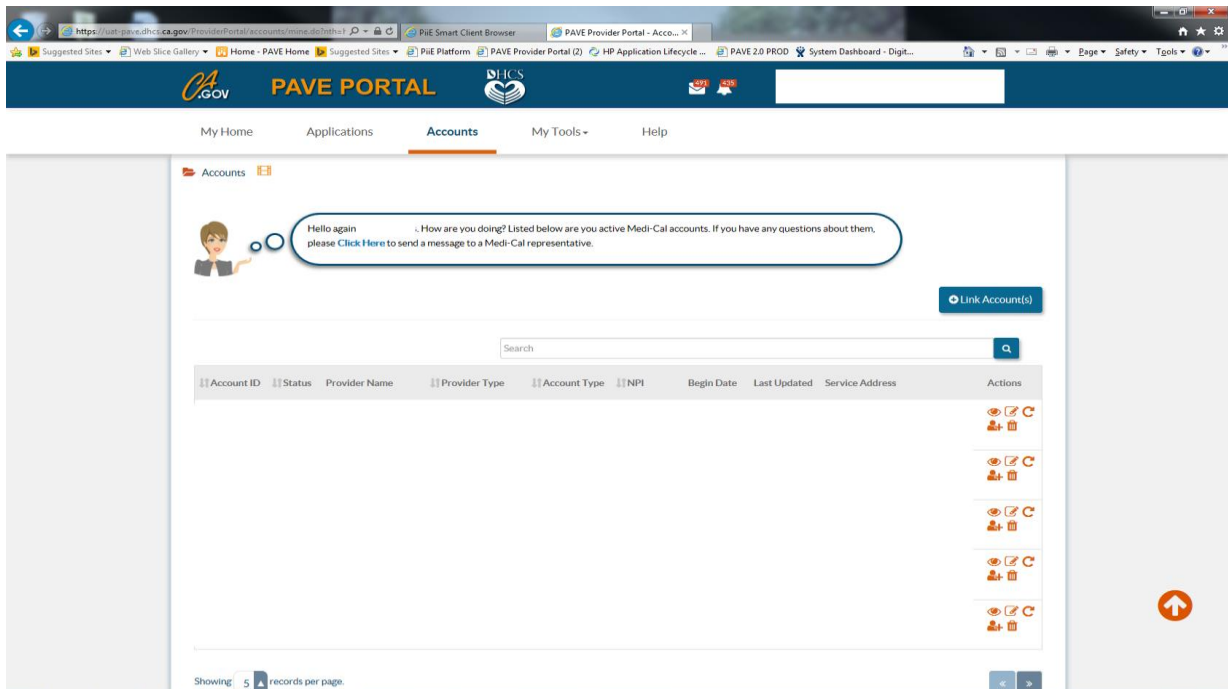 https://uat-pave.dhcs.ca.gov/ProviderPortal/accounts/mine.do?nth=
PiiE Smart Client Browser
PAVE Provider Portal - Acco...
Suggested Sites
Web Slice Gallery
Home - PAVE Home
Suggested Sites
PiiE Platform
PAVE Provider Portal (2)
HP Application Lifecycle ...
PAVE 2.0 PROD
System Dashboard - Digit...
Page Safety Tools
CA.GOV PAVE PORTAL DHCS 491 435
My Home Applications Accounts My Tools Help
Accounts
Hello again . How are you doing? Listed below are you active Medi-Cal accounts. If you have any questions about them,
please Click Here to send a message to a Medi-Cal representative.
Link Account(s)
Search
Account ID Status Provider Name Provider Type Account Type NPI Begin Date Last Updated Service Address Actions
Showing 5 records per page.
« »